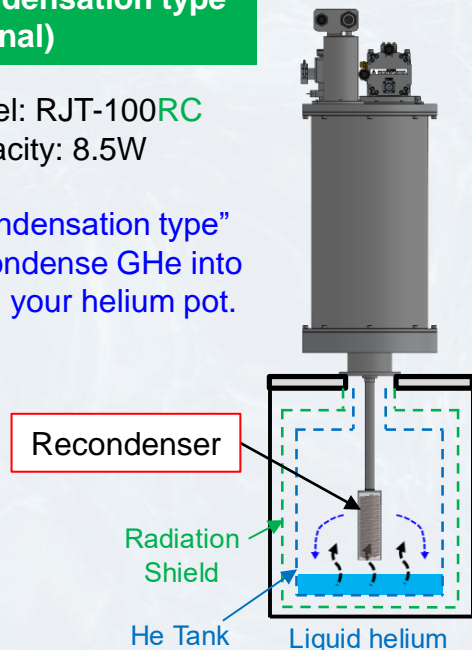 ndensation type
nal)
el: RJT-100RC
acity: 8.5W
ndensation type”
ondense GHe into
your helium pot.
Recondenser
Radiation
Shield
He Tank
Liquid helium